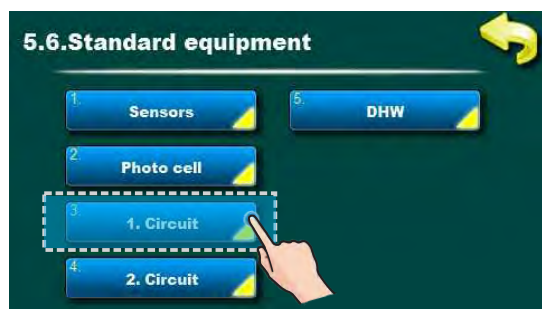 5.6.Standard equipment
1. Sensors
2. Photo cell
3. 1. Circuit
4. 2. Circuit
5. DHW